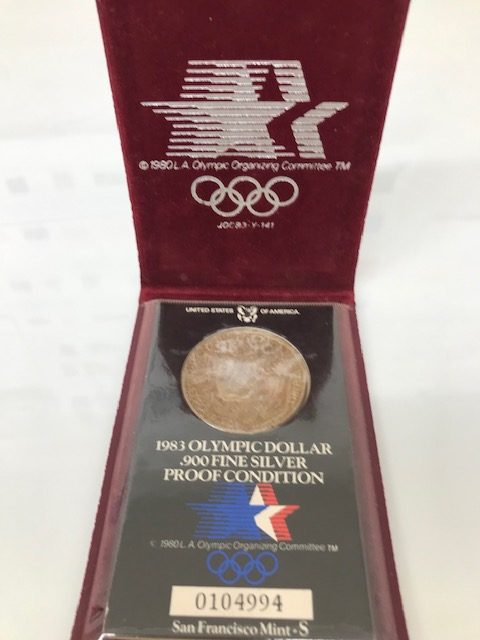 © 1980 L.A. Olympic Organizing Committee TM
JOC83-Y-141
UNITED STATES OF AMERICA
1983 OLYMPIC DOLLAR
.900 FINE SILVER
PROOF CONDITION
© 1980 L.A. Olympic Organizing Committee TM
0104994
San Francisco Mint - S